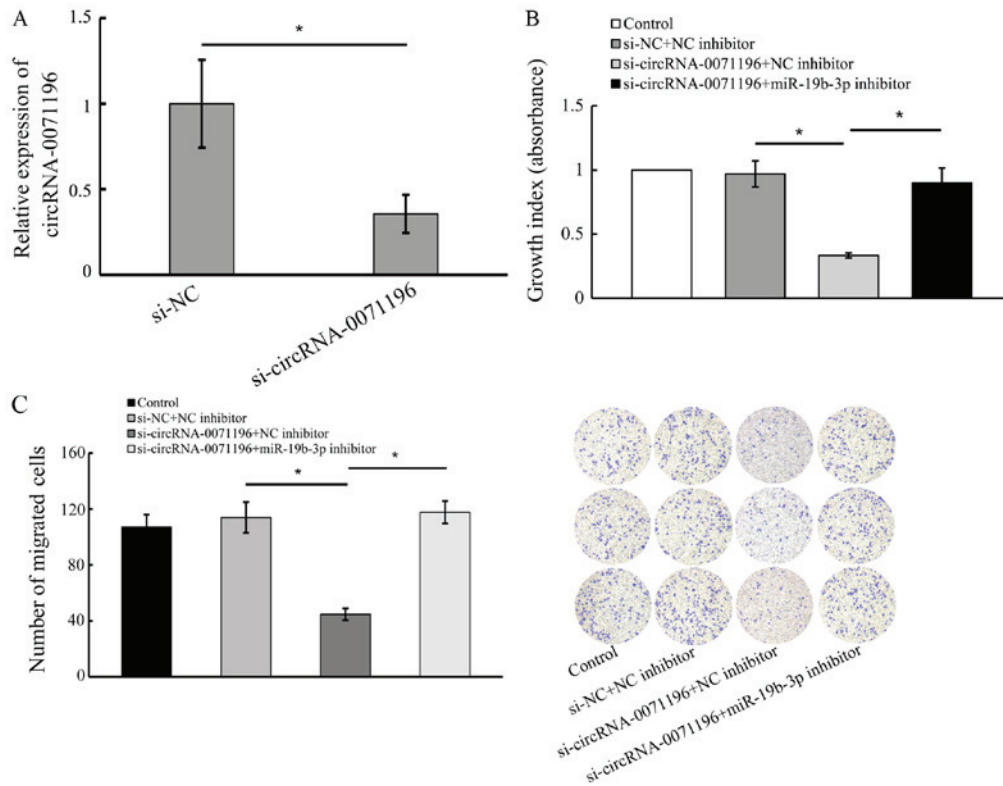 A
Relative expression of
circRNA-0071196
1.5
1
0.5
0
*
si-NC
si-circRNA-0071196
B
Control
si-NC+NC inhibitor
si-circRNA-0071196+NC inhibitor
si-circRNA-0071196+miR-19b-3p inhibitor
Growth index (absorbance)
1.5
1
0.5
0
*
*
C
Control
si-NC+NC inhibitor
si-circRNA-0071196+NC inhibitor
si-circRNA-0071196+miR-19b-3p inhibitor
Number of migrated cells
160
120
80
40
0
*
*
Control
si-NC+NC inhibitor
si-circRNA-0071196+NC inhibitor
si-circRNA-0071196+miR-19b-3p inhibitor